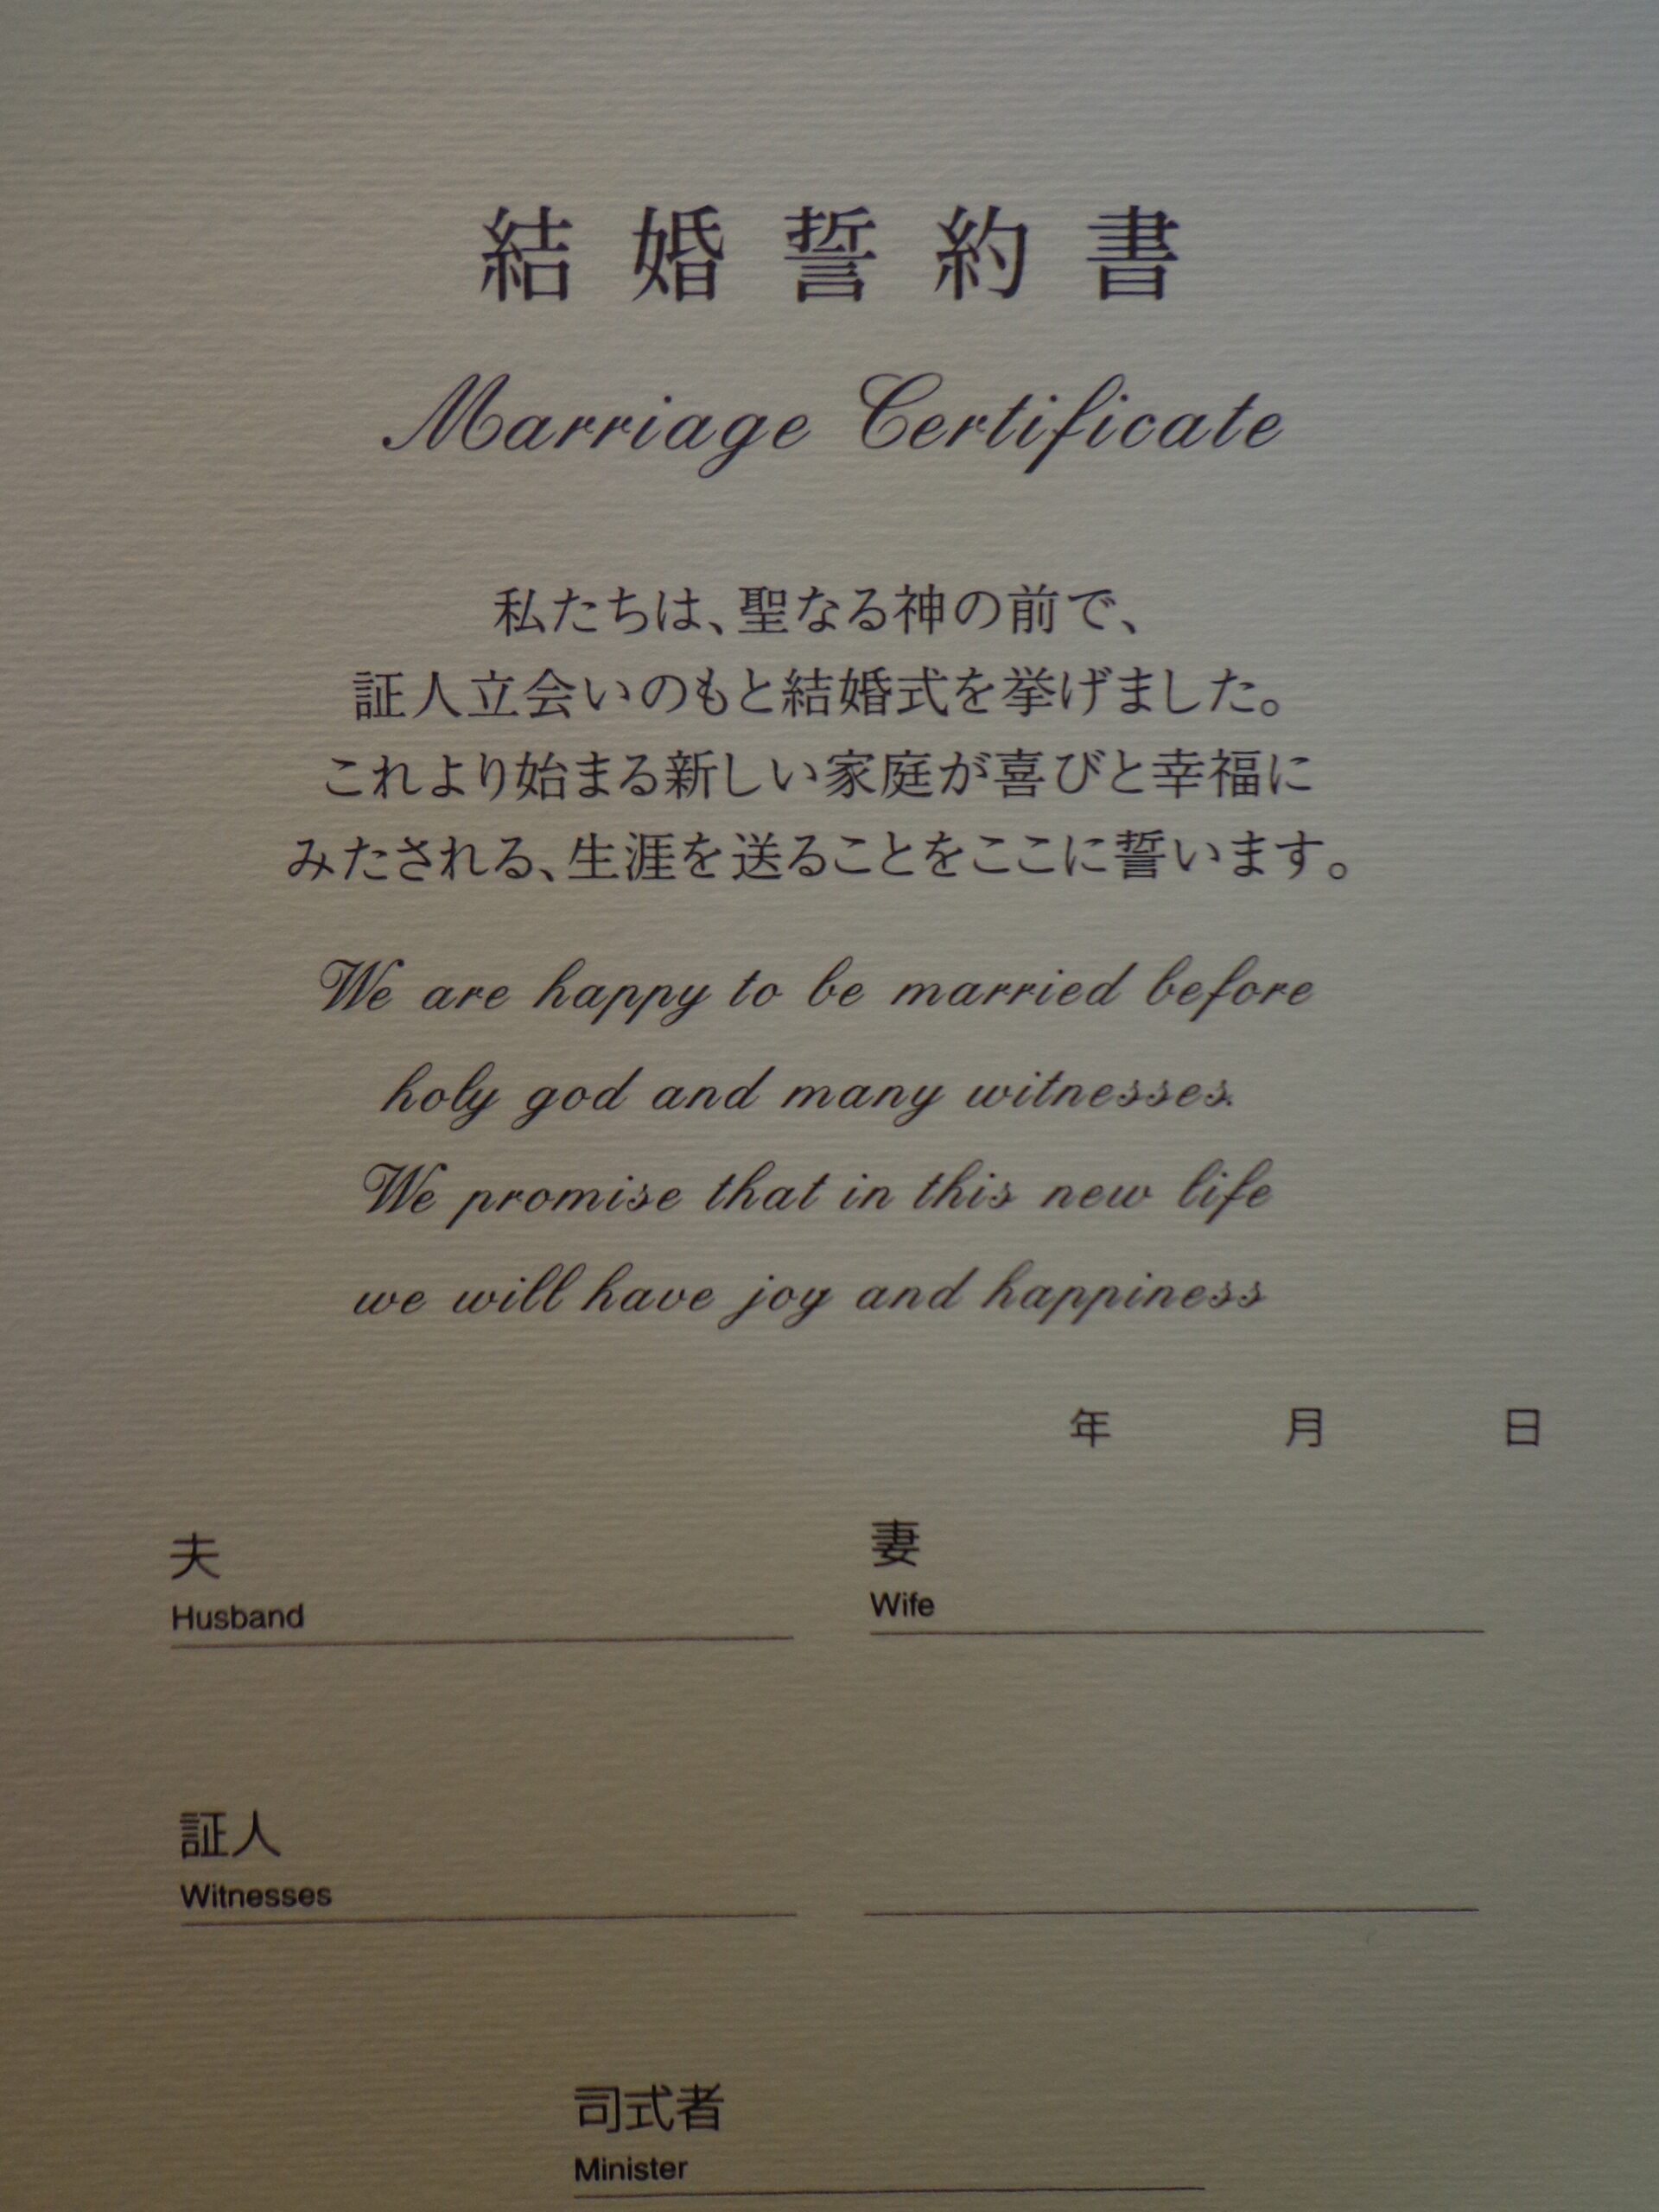 結婚誓約書
Marriage Certificate
私たちは、聖なる神の前で、
証人立会いのもと結婚式を挙げました。
これより始まる新しい家庭が喜びと幸福に
みたされる、生涯を送ることをここに誓います。
We are happy to be married before
holy god and many witnesses.
We promise that in this new life
we will have joy and happiness
年 月 日
夫 妻
Husband Wife
証人
Witnesses
司式者
Minister